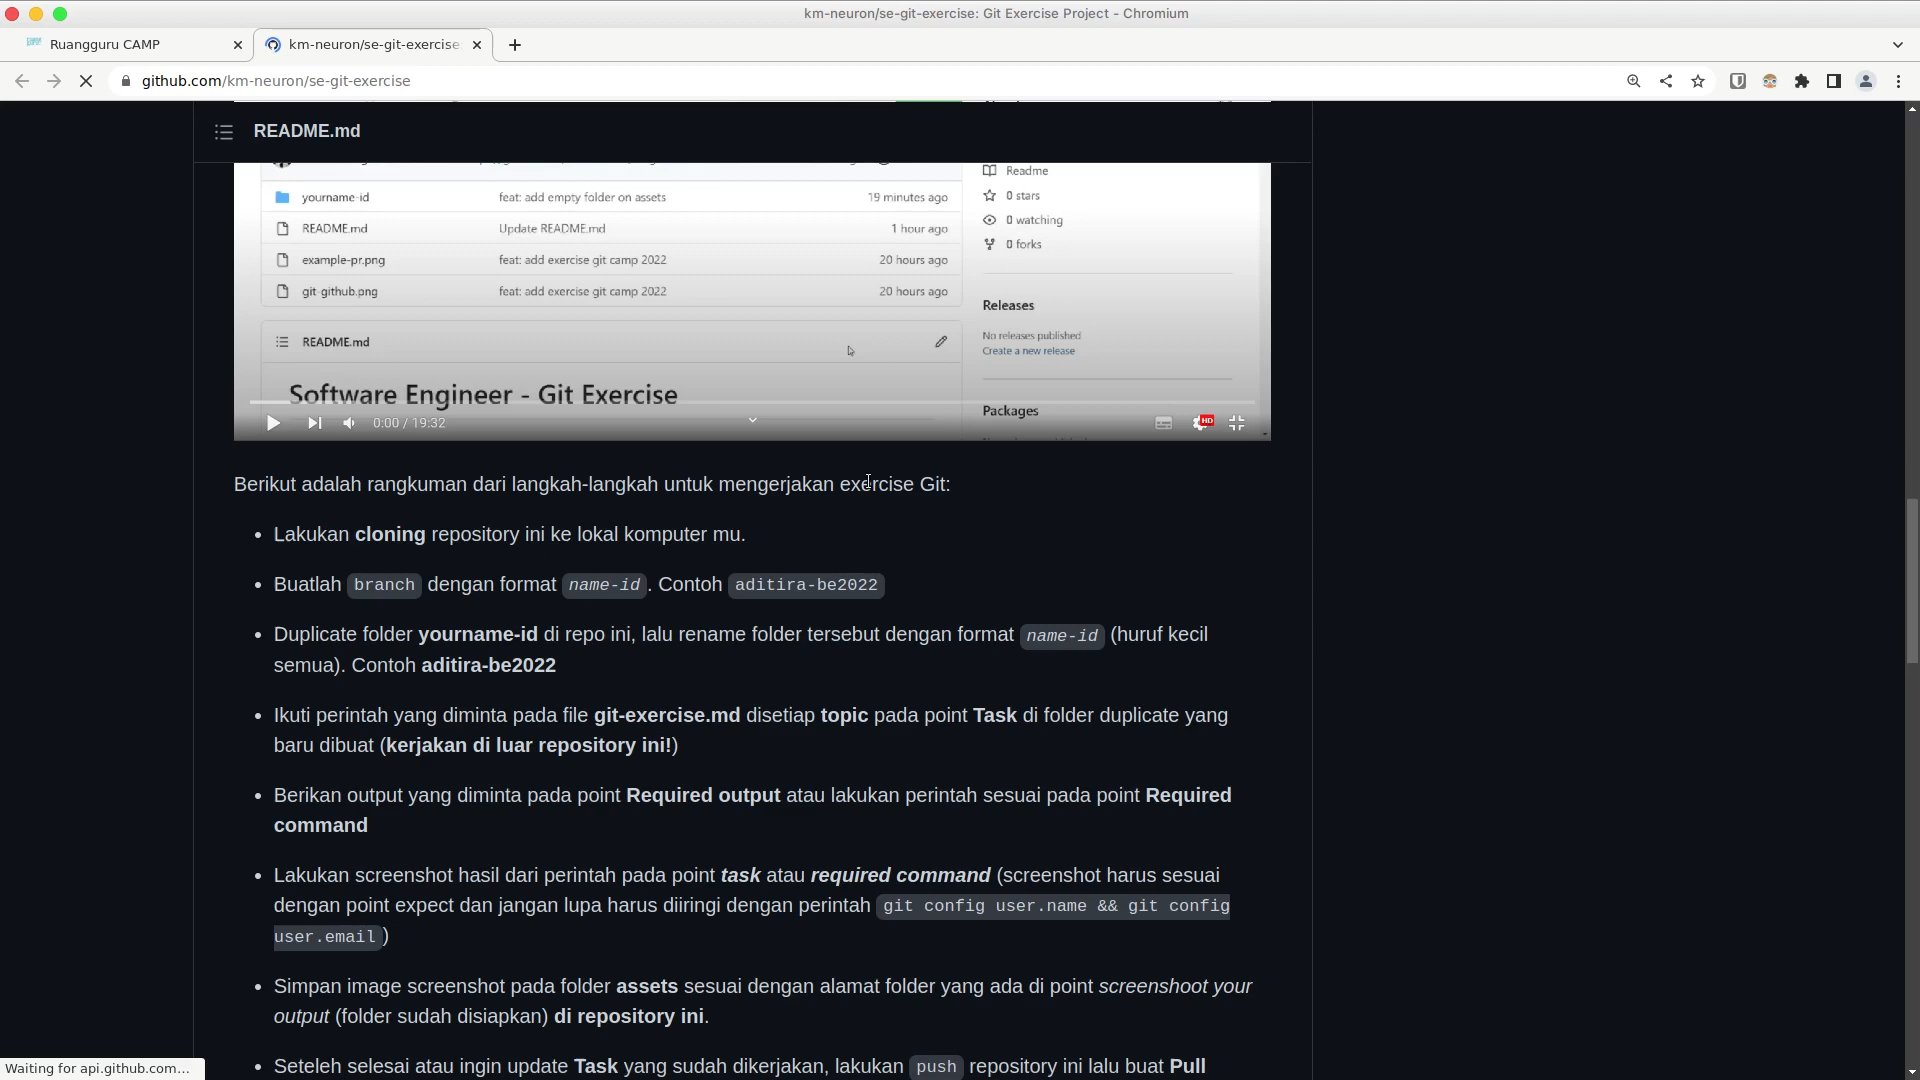 km-neuron/se-git-exercise: Git Exercise Project - Chromium
Ruangguru CAMP
km-neuron/se-git-exercise
github.com/km-neuron/se-git-exercise
README.md
Readme
yourname-id feat: add empty folder on assets 19 minutes ago
0 stars
0 watching
README.md Update README.md 1 hour ago
0 forks
example-pr.png feat: add exercise git camp 2022 20 hours ago
git-github.png feat: add exercise git camp 2022 20 hours ago
Releases
No releases published
Create a new release
README.md
Software Engineer - Git Exercise
Packages
0:00 / 19:32
HD
Berikut adalah rangkuman dari langkah-langkah untuk mengerjakan exercise Git:
• Lakukan cloning repository ini ke lokal komputer mu.
• Buatlah branch dengan format name-id. Contoh aditira-be2022
• Duplicate folder yourname-id di repo ini, lalu rename folder tersebut dengan format name-id (huruf kecil
semua). Contoh aditira-be2022
• Ikuti perintah yang diminta pada file git-exercise.md disetiap topic pada point Task di folder duplicate yang
baru dibuat (kerjakan di luar repository ini!)
• Berikan output yang diminta pada point Required output atau lakukan perintah sesuai pada point Required
command
• Lakukan screenshot hasil dari perintah pada point task atau required command (screenshot harus sesuai
dengan point expect dan jangan lupa harus diiringi dengan perintah git config user.name && git config
user.email)
• Simpan image screenshot pada folder assets sesuai dengan alamat folder yang ada di point screenshoot your
output (folder sudah disiapkan) di repository ini.
• Seteleh selesai atau ingin update Task yang sudah dikerjakan, lakukan push repository ini lalu buat Pull
Waiting for api.github.com...